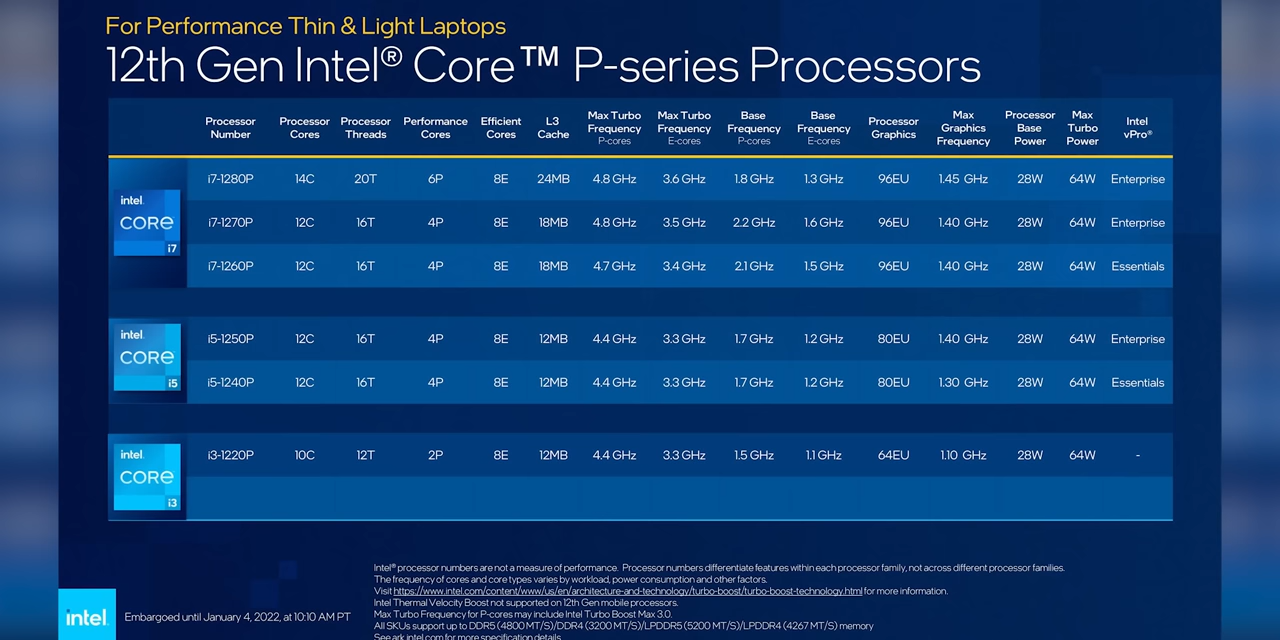 For Performance Thin & Light Laptops
12th Gen Intel® Core™ P-series Processors
Processor Number Processor Cores Processor Threads Performance Cores Efficient Cores L3 Cache Max Turbo Frequency P-cores Max Turbo Frequency E-cores Base Frequency P-cores Base Frequency E-cores Processor Graphics Max Graphics Frequency Processor Base Power Max Turbo Power Intel vPro®
intel CORE i7
i7-1280P 14C 20T 6P 8E 24MB 4.8 GHz 3.6 GHz 1.8 GHz 1.3 GHz 96EU 1.45 GHz 28W 64W Enterprise
i7-1270P 12C 16T 4P 8E 18MB 4.8 GHz 3.5 GHz 2.2 GHz 1.6 GHz 96EU 1.40 GHz 28W 64W Enterprise
i7-1260P 12C 16T 4P 8E 18MB 4.7 GHz 3.4 GHz 2.1 GHz 1.5 GHz 96EU 1.40 GHz 28W 64W Essentials
intel CORE i5
i5-1250P 12C 16T 4P 8E 12MB 4.4 GHz 3.3 GHz 1.7 GHz 1.2 GHz 80EU 1.40 GHz 28W 64W Enterprise
i5-1240P 12C 16T 4P 8E 12MB 4.4 GHz 3.3 GHz 1.7 GHz 1.2 GHz 80EU 1.30 GHz 28W 64W Essentials
intel CORE i3
i3-1220P 10C 12T 2P 8E 12MB 4.4 GHz 3.3 GHz 1.5 GHz 1.1 GHz 64EU 1.10 GHz 28W 64W -
Intel® processor numbers are not a measure of performance. Processor numbers differentiate features within each processor family, not across different processor families.
The frequency of cores and core types varies by workload, power consumption and other factors.
Visit https://www.intel.com/content/www/us/en/architecture-and-technology/turbo-boost/turbo-boost-technology.html for more information.
Intel Thermal Velocity Boost not supported on 12th Gen mobile processors.
Max Turbo Frequency for P-cores may include Intel Turbo Boost Max 3.0.
All SKUs support up to DDR5 (4800 MT/S)/DDR4 (3200 MT/S)/LPDDR5 (5200 MT/S)/LPDDR4 (4267 MT/S) memory
See ark.intel.com for more specification details
intel
Embargoed until January 4, 2022, at 10:10 AM PT